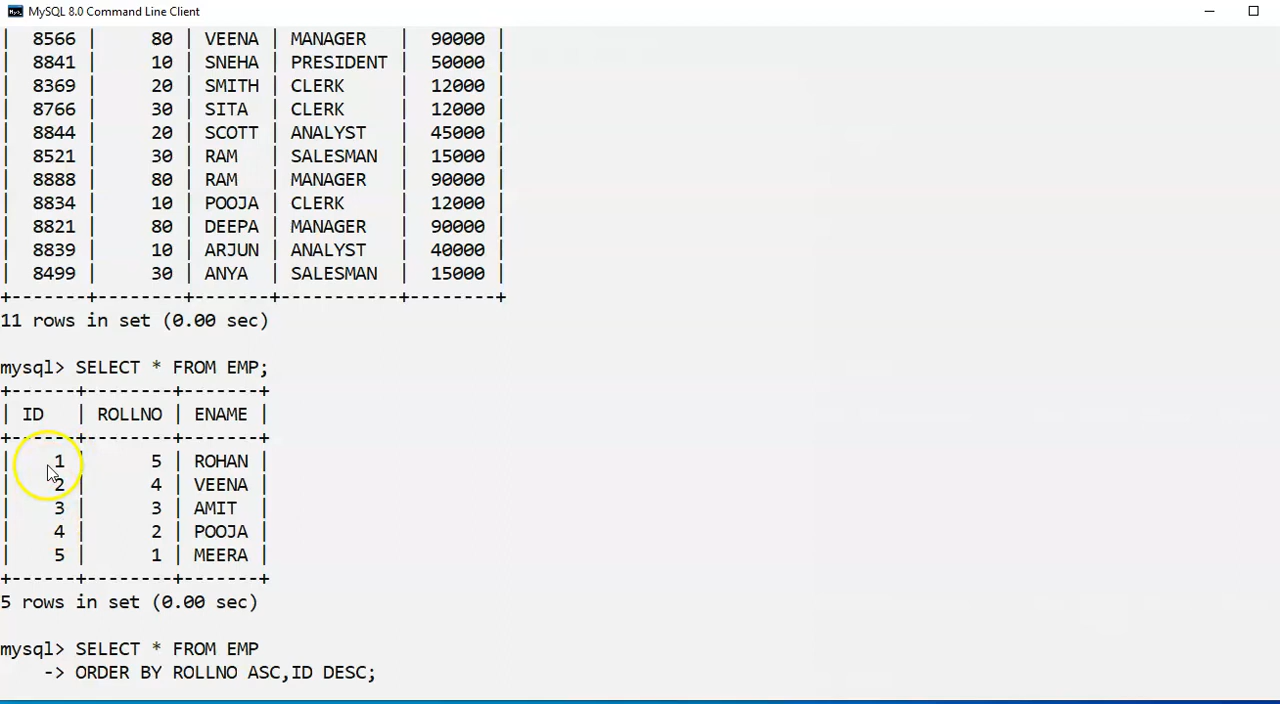 MySQL 8.0 Command Line Client
|  8566 |     80 | VEENA | MANAGER   |  90000 |
|  8841 |     10 | SNEHA | PRESIDENT |  50000 |
|  8369 |     20 | SMITH | CLERK     |  12000 |
|  8766 |     30 | SITA  | CLERK     |  12000 |
|  8844 |     20 | SCOTT | ANALYST   |  45000 |
|  8521 |     30 | RAM   | SALESMAN  |  15000 |
|  8888 |     80 | RAM   | MANAGER   |  90000 |
|  8834 |     10 | POOJA | CLERK     |  12000 |
|  8821 |     80 | DEEPA | MANAGER   |  90000 |
|  8839 |     10 | ARJUN | ANALYST   |  40000 |
|  8499 |     30 | ANYA  | SALESMAN  |  15000 |
+-------+--------+-------+-----------+--------+
11 rows in set (0.00 sec)
mysql> SELECT * FROM EMP;
+------+--------+-------+
| ID   | ROLLNO | ENAME |
+------+--------+-------+
|    1 |      5 | ROHAN |
|    2 |      4 | VEENA |
|    3 |      3 | AMIT  |
|    4 |      2 | POOJA |
|    5 |      1 | MEERA |
+------+--------+-------+
5 rows in set (0.00 sec)
mysql> SELECT * FROM EMP
    -> ORDER BY ROLLNO ASC,ID DESC;